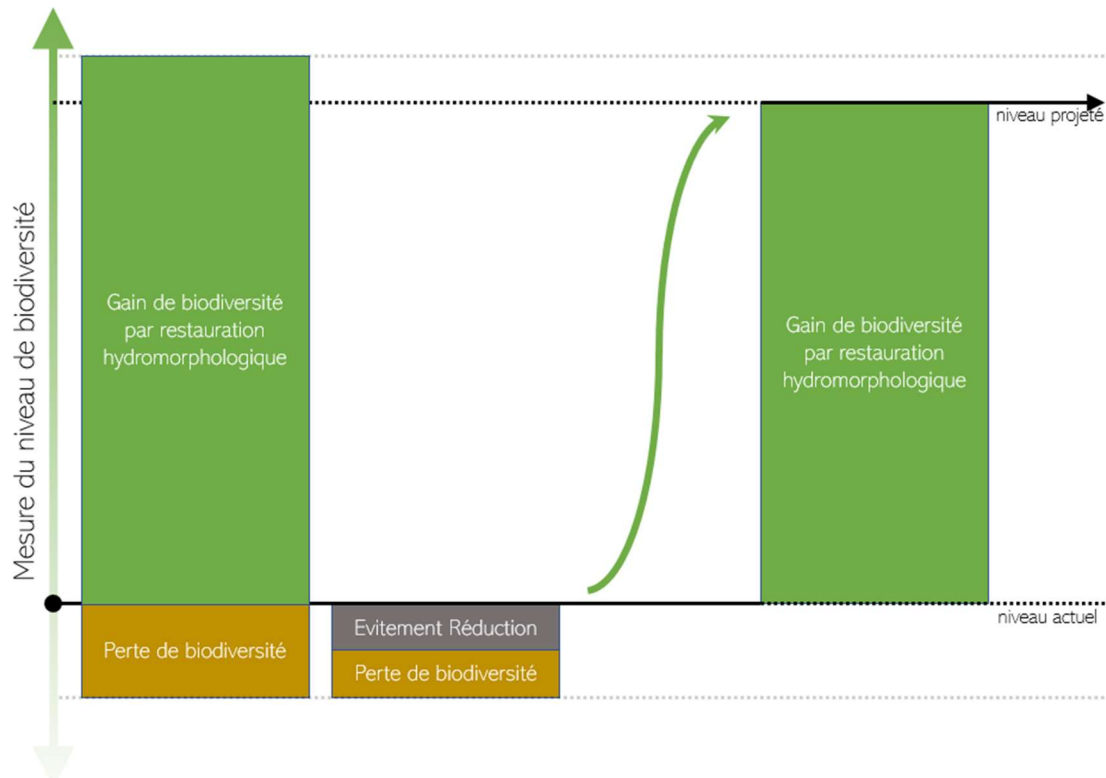 Mesure du niveau de biodiversité
niveau projeté
Gain de biodiversité
par restauration
hydromorphologique
Gain de biodiversité
par restauration
hydromorphologique
niveau actuel
Perte de biodiversité
Evitement Réduction
Perte de biodiversité